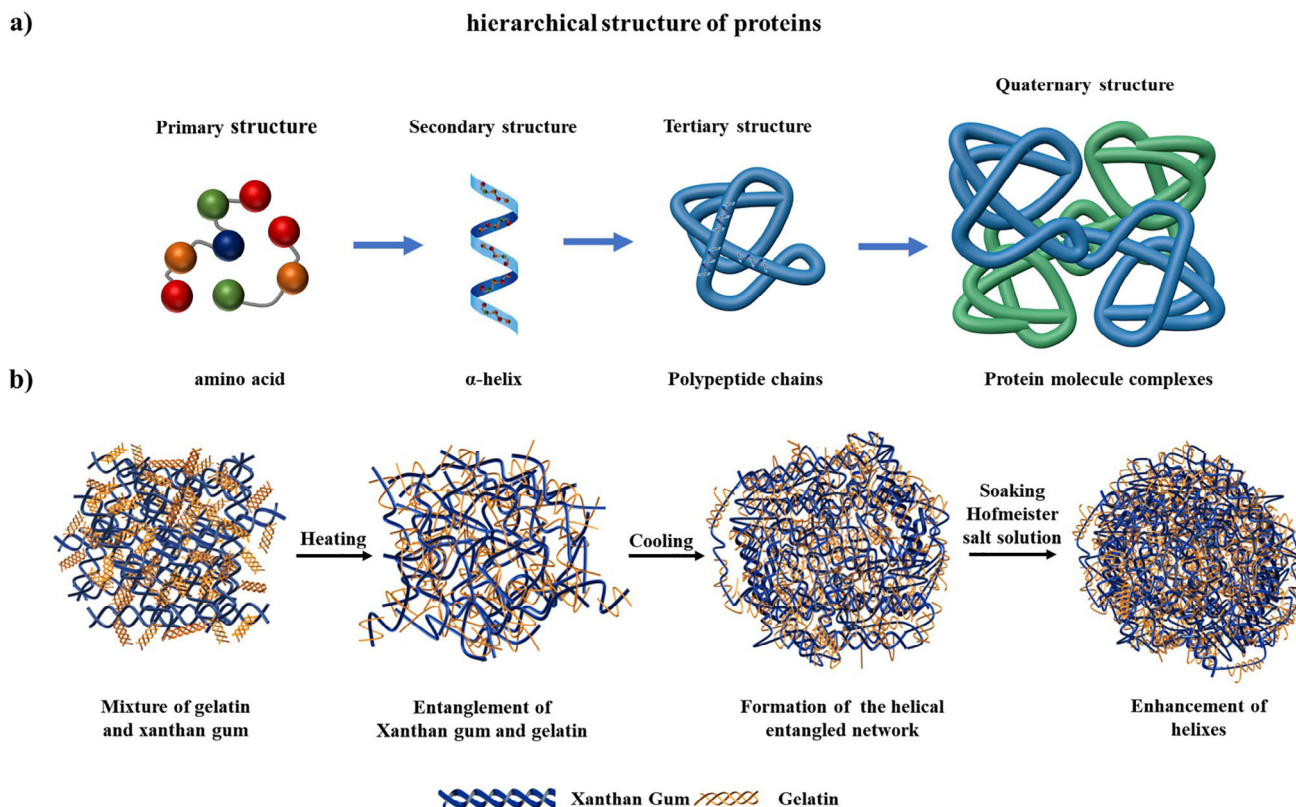 a)
hierarchical structure of proteins
Primary structure
Secondary structure
Tertiary structure
Quaternary structure
amino acid
α-helix
Polypeptide chains
Protein molecule complexes
b)
Heating
Cooling
Soaking
Hofmeister
salt solution
Mixture of gelatin
and xanthan gum
Entanglement of
Xanthan gum and gelatin
Formation of the helical
entangled network
Enhancement of
helixes
Xanthan Gum
Gelatin